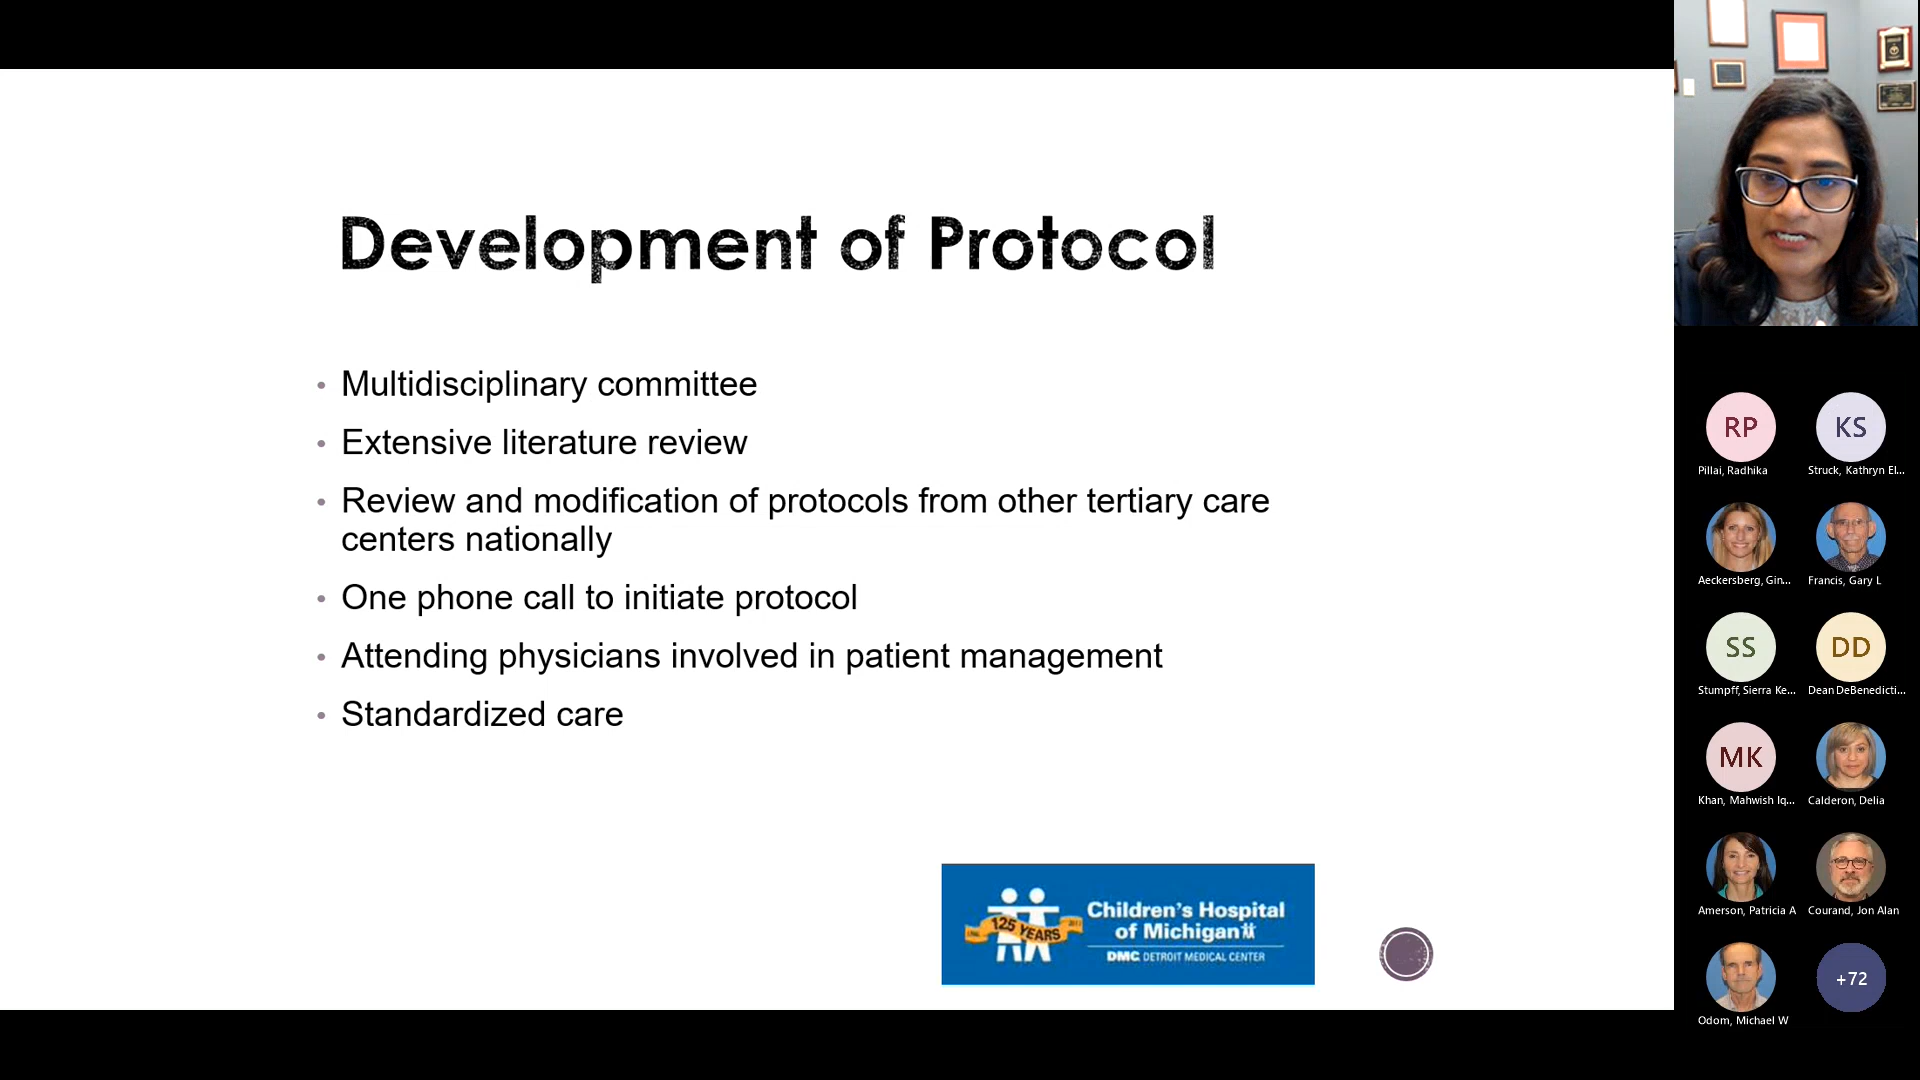 Development of Protocol
Multidisciplinary committee
Extensive literature review
Review and modification of protocols from other tertiary care
centers nationally
One phone call to initiate protocol
Attending physicians involved in patient management
Standardized care
125 YEARS
Children's Hospital
of Michigan
DMC DETROIT MEDICAL CENTER
RP
KS
Pillai, Radhika
Struck, Kathryn El...
Aeckersberg, Gin...
Francis, Gary L
SS
DD
Stumpff, Sierra Ke...
Dean DeBenedicti...
MK
Khan, Mahwish Iq...
Calderon, Delia
Amerson, Patricia A
Courand, Jon Alan
+72
Odom, Michael W